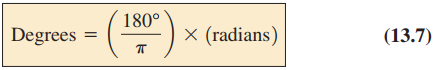 Degrees = (180°/π) × (radians) (13.7)